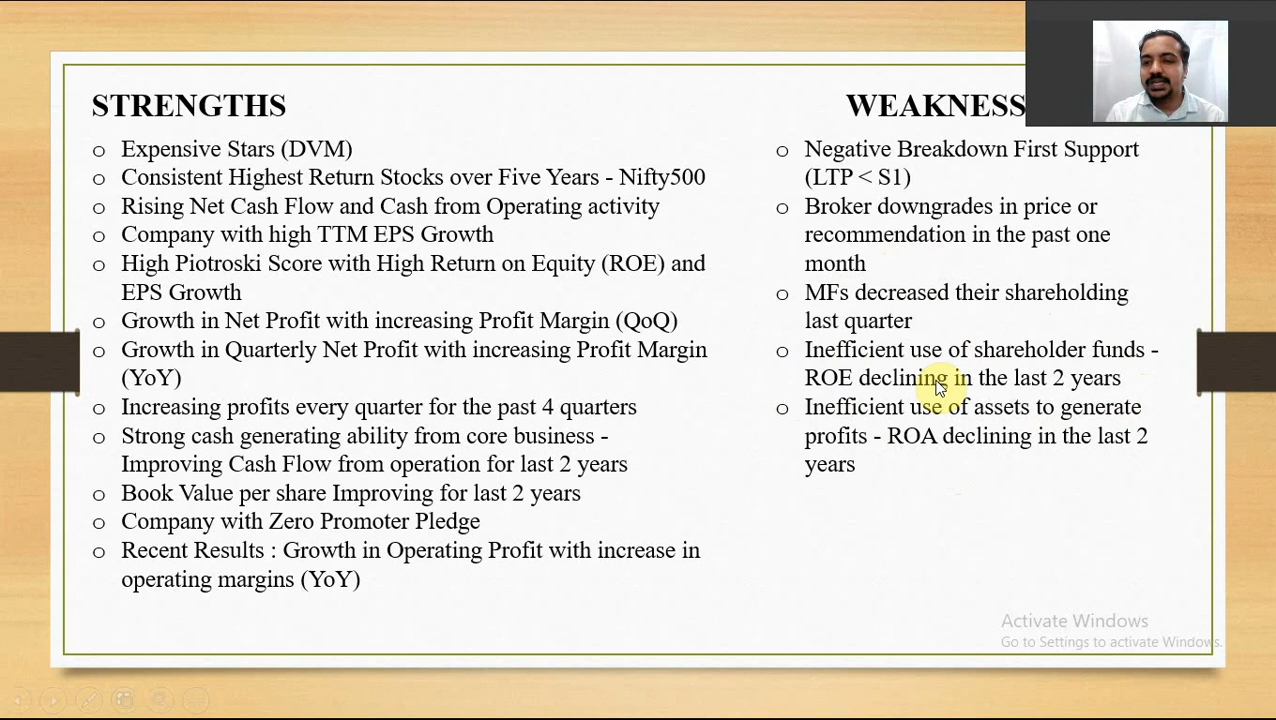 STRENGTHS
o Expensive Stars (DVM)
o Consistent Highest Return Stocks over Five Years - Nifty500
o Rising Net Cash Flow and Cash from Operating activity
o Company with high TTM EPS Growth
o High Piotroski Score with High Return on Equity (ROE) and
EPS Growth
o Growth in Net Profit with increasing Profit Margin (QoQ)
o Growth in Quarterly Net Profit with increasing Profit Margin
(YoY)
o Increasing profits every quarter for the past 4 quarters
o Strong cash generating ability from core business -
Improving Cash Flow from operation for last 2 years
o Book Value per share Improving for last 2 years
o Company with Zero Promoter Pledge
o Recent Results : Growth in Operating Profit with increase in
operating margins (YoY)
WEAKNESS
o Negative Breakdown First Support
(LTP < S1)
o Broker downgrades in price or
recommendation in the past one
month
o MFs decreased their shareholding
last quarter
o Inefficient use of shareholder funds -
ROE declining in the last 2 years
o Inefficient use of assets to generate
profits - ROA declining in the last 2
years
Activate Windows
Go to Settings to activate Windows.